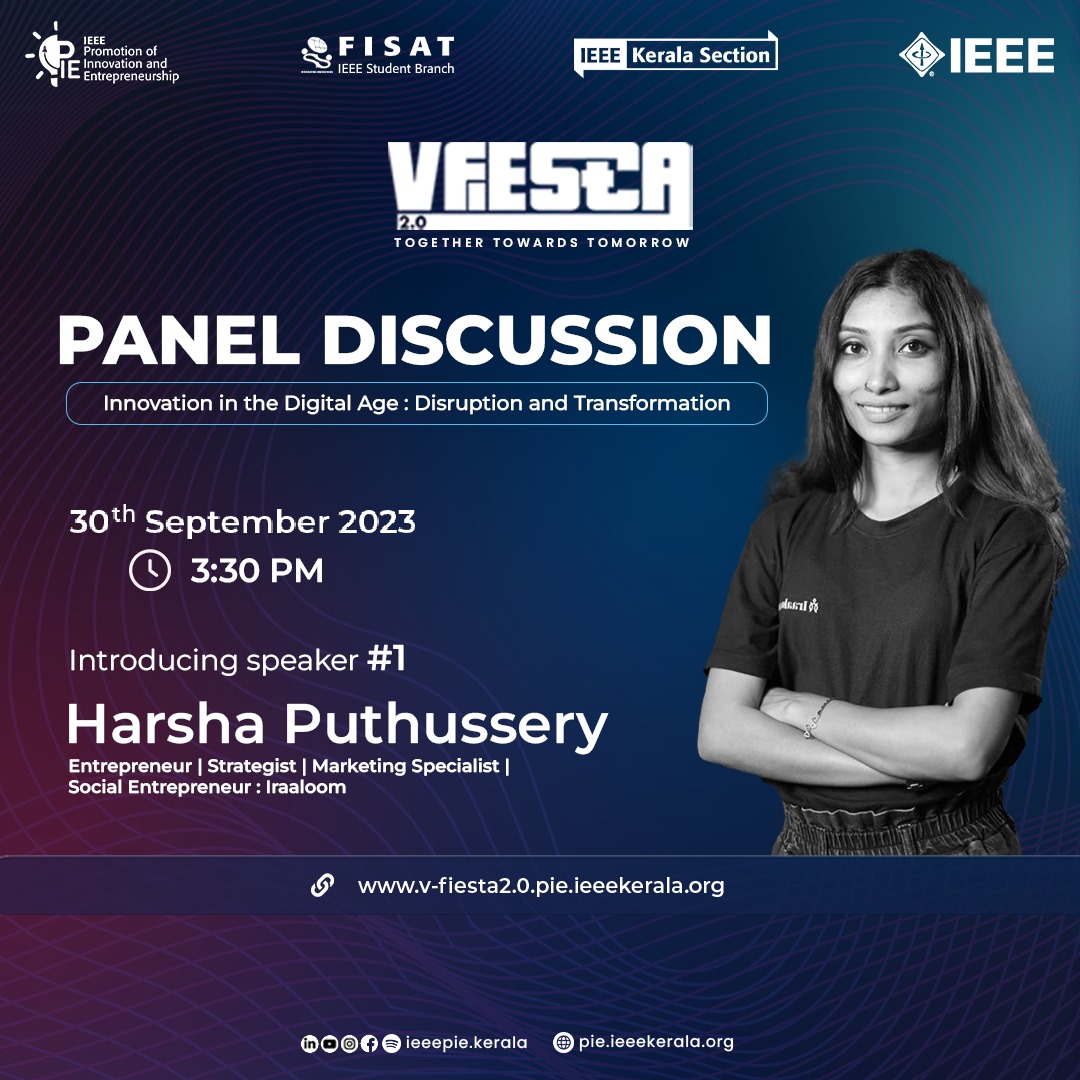 IEEE
Promotion of
Innovation and
Entrepreneurship
PIE
FISAT
IEEE Student Branch
IEEE Kerala Section
IEEE
VFiEStA
2.0
TOGETHER TOWARDS TOMORROW
PANEL DISCUSSION
Innovation in the Digital Age : Disruption and Transformation
30th September 2023
3:30 PM
Introducing speaker #1
Harsha Puthussery
Entrepreneur | Strategist | Marketing Specialist |
Social Entrepreneur : Iraaloom
www.v-fiesta2.0.pie.ieeekerala.org
ieeepie.kerala
pie.ieeekerala.org